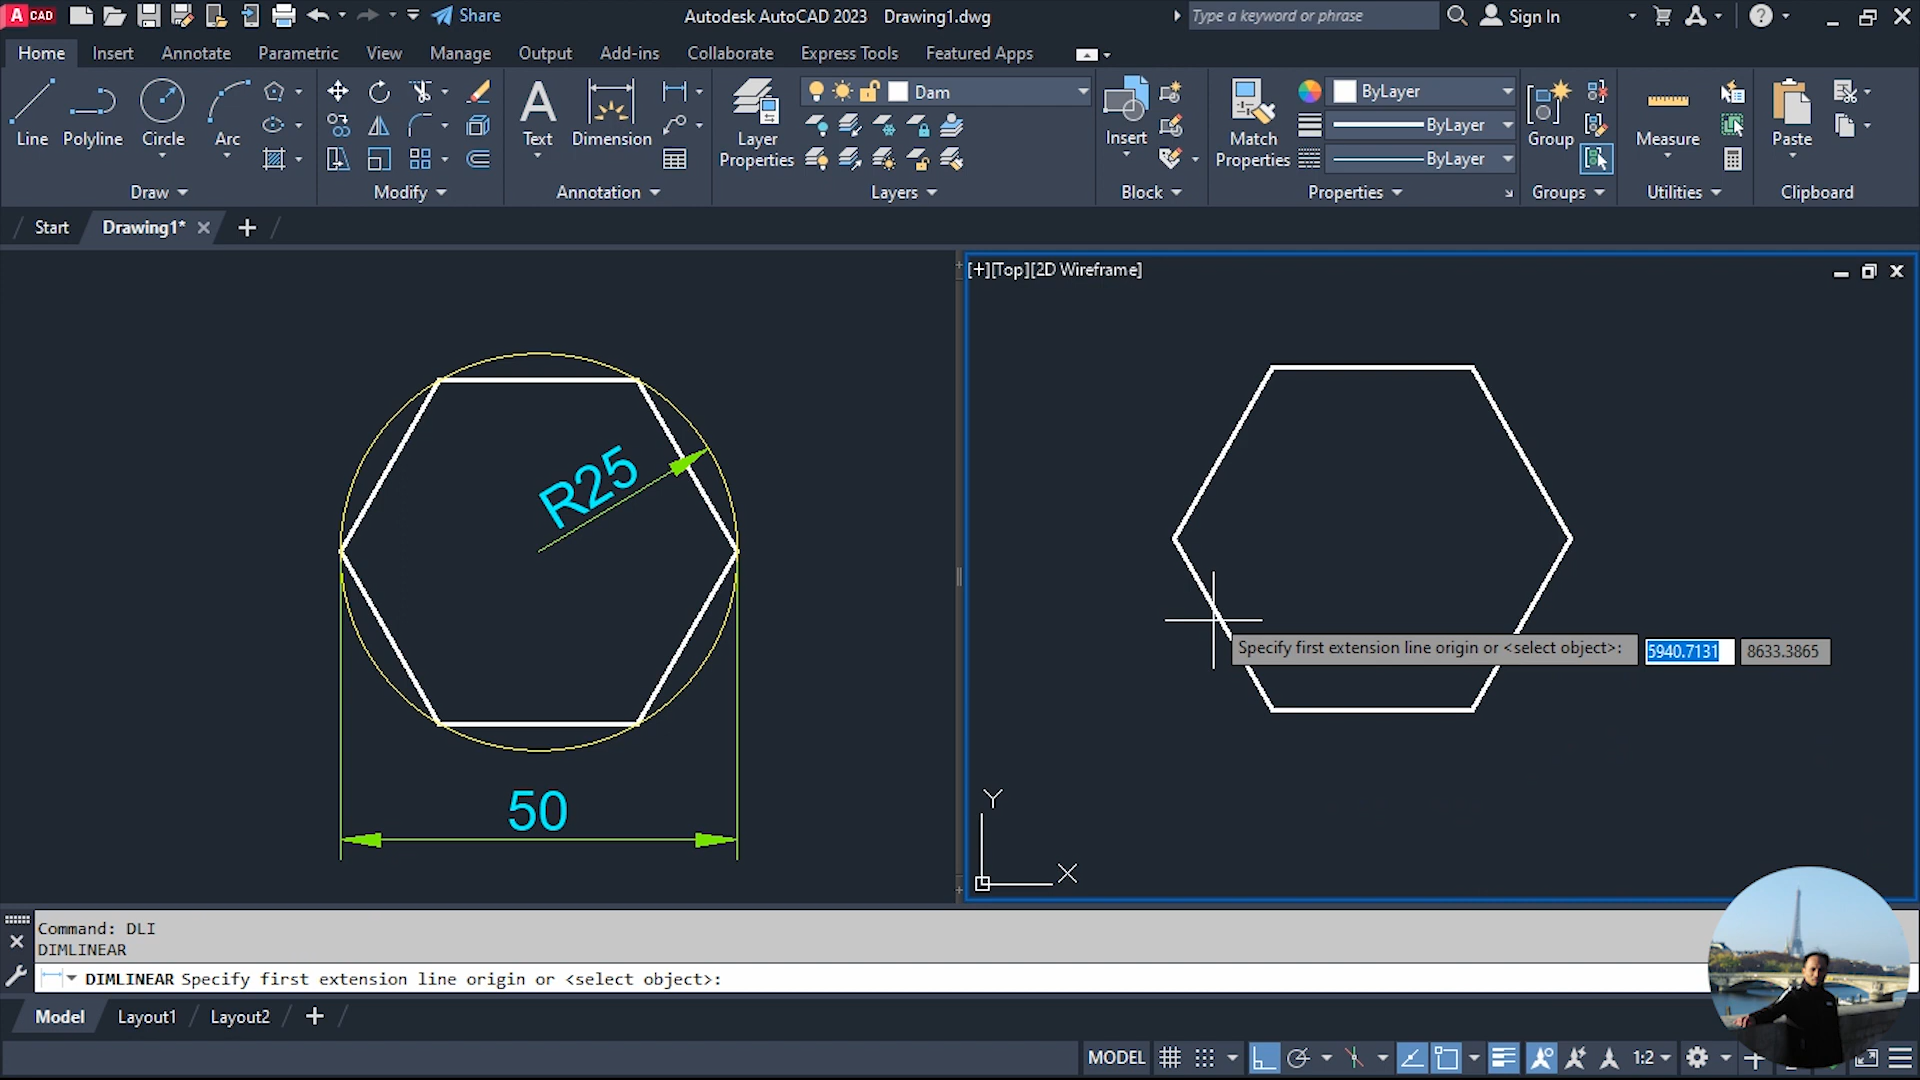 CAD
Share
Autodesk AutoCAD 2023 Drawing1.dwg
Type a keyword or phrase
Sign In
Home Insert Annotate Parametric View Manage Output Add-ins Collaborate Express Tools Featured Apps
Line Polyline Circle Arc
Text Dimension
Layer Properties
Dam
Insert
Match Properties
ByLayer
ByLayer
ByLayer
Group
Measure
Paste
Draw Modify Annotation Layers Block Properties Groups Utilities Clipboard
Start Drawing1*
[+][Top][2D Wireframe]
R25
50
Specify first extension line origin or <select object>: 5940.7131 8633.3865
Y
X
Command: DLI
DIMLINEAR
DIMLINEAR Specify first extension line origin or <select object>:
Model Layout1 Layout2
MODEL 1:2